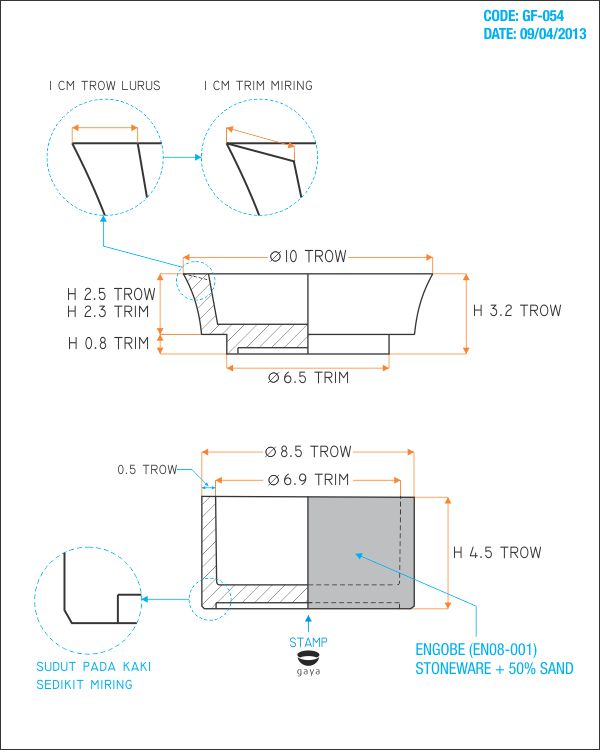 CODE: GF-054
DATE: 09/04/2013
1 CM TROW LURUS
1 CM TRIM MIRING
Ø10 TROW
H 2.5 TROW
H 2.3 TRIM
H 3.2 TROW
H 0.8 TRIM
Ø6.5 TRIM
Ø8.5 TROW
0.5 TROW
Ø6.9 TRIM
H 4.5 TROW
STAMP
gaya
ENGOBE (EN08-001)
STONEWARE + 50% SAND
SUDUT PADA KAKI
SEDIKIT MIRING